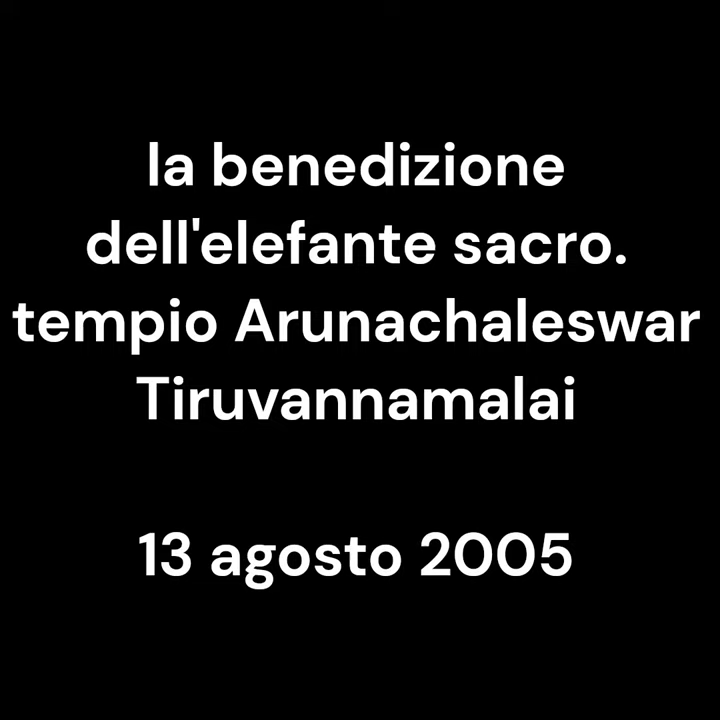 la benedizione
dell'elefante sacro.
tempio Arunachaleswar
Tiruvannamalai
13 agosto 2005